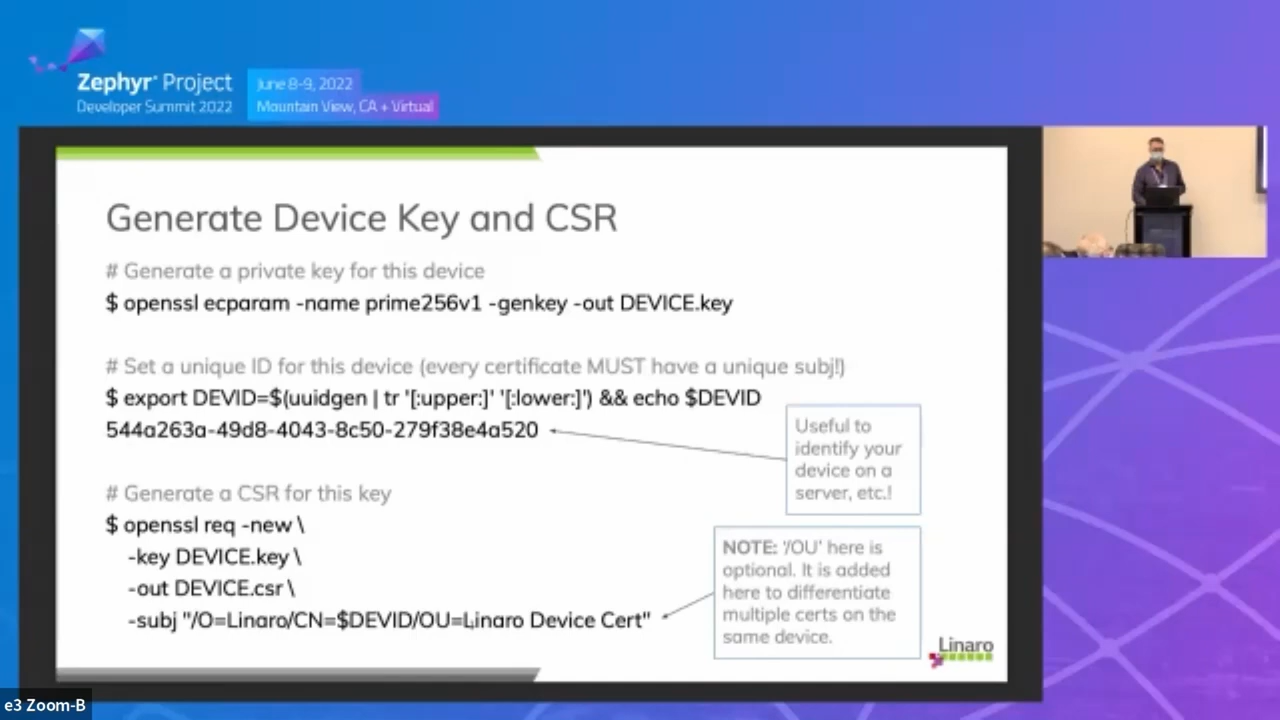 Zephyr® Project
Developer Summit 2022
June 8-9, 2022
Mountain View, CA + Virtual
Generate Device Key and CSR
# Generate a private key for this device
$ openssl ecparam -name prime256v1 -genkey -out DEVICE.key
# Set a unique ID for this device (every certificate MUST have a unique subj!)
$ export DEVID=$(uuidgen | tr '[:upper:]' '[:lower:]') && echo $DEVID
544a263a-49d8-4043-8c50-279f38e4a520
Useful to
identify your
device on a
server, etc.!
# Generate a CSR for this key
$ openssl req -new \
-key DEVICE.key \
-out DEVICE.csr \
-subj "/O=Linaro/CN=$DEVID/OU=Linaro Device Cert"
NOTE: '/OU' here is
optional. It is added
here to differentiate
multiple certs on the
same device.
Linaro
e3 Zoom-B